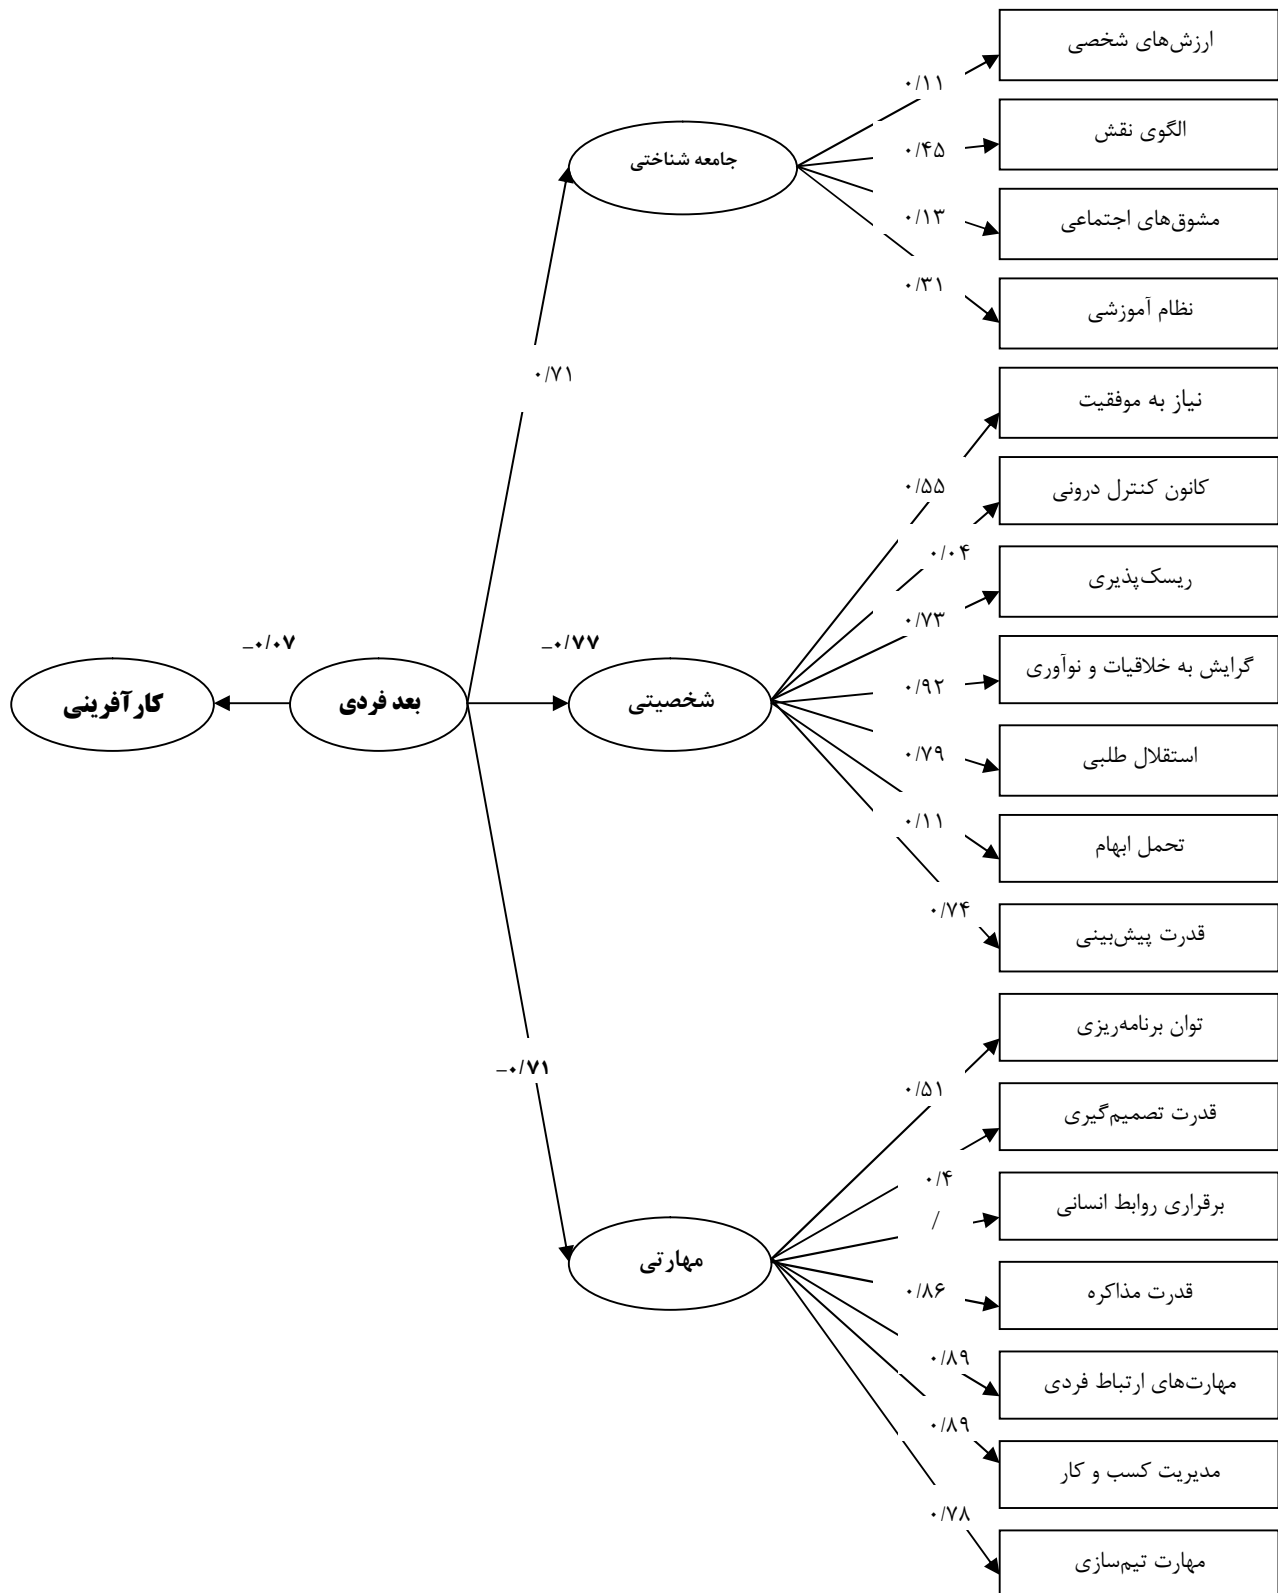 ارزش‌های شخصی
۰/۱۱
الگوی نقش
۰/۴۵
جامعه شناختی
مشوق‌های اجتماعی
۰/۱۳
نظام آموزشی
۰/۳۱
۰/۷۱
نیاز به موفقیت
۰/۵۵
کانون کنترل درونی
۰/۰۴
ریسک‌پذیری
۰/۷۳
گرایش به خلاقیات و نوآوری
۰/۹۲
–۰/۰۷
–۰/۷۷
کارآفرینی
بعد فردی
شخصیتی
استقلال طلبی
۰/۷۹
تحمل ابهام
۰/۱۱
قدرت پیش‌بینی
۰/۷۴
توان برنامه‌ریزی
–۰/۷۱
۰/۵۱
قدرت تصمیم‌گیری
۰/۴
/
برقراری روابط انسانی
مهارتی
قدرت مذاکره
۰/۸۶
مهارت‌های ارتباط فردی
۰/۸۹
مدیریت کسب و کار
۰/۸۹
مهارت تیم‌سازی
۰/۷۸